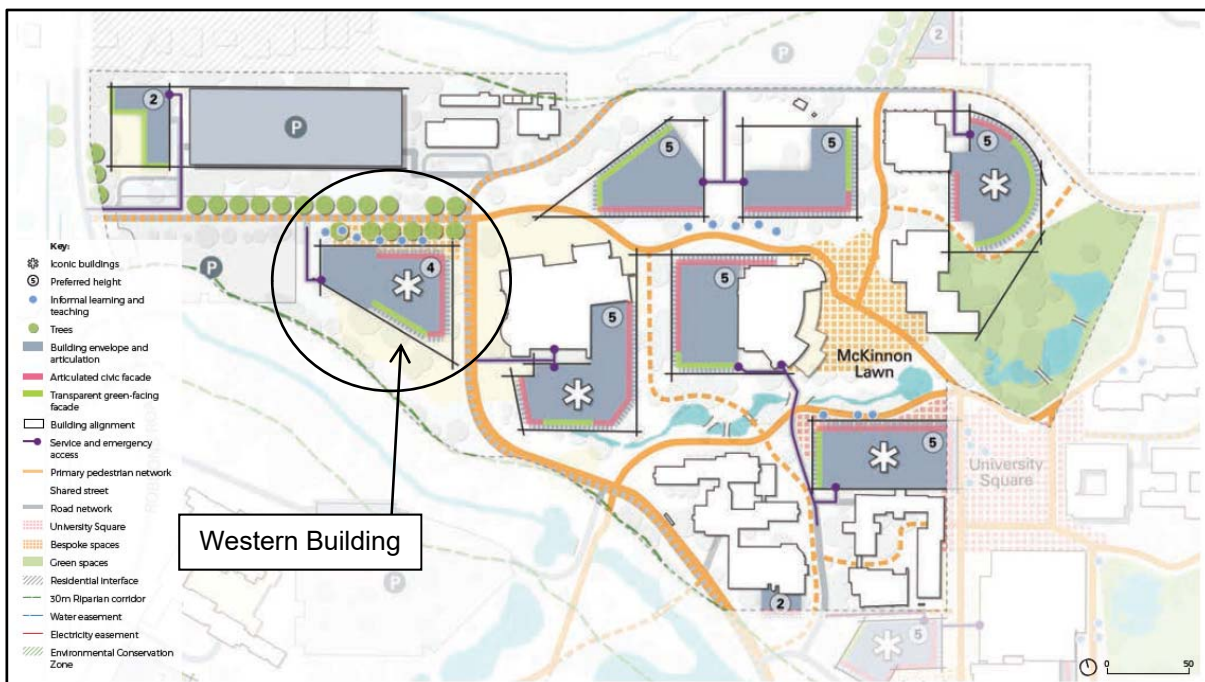 P
2
P
2
5
5
5
4
5
5
P
Key:
Iconic buildings
5 Preferred height
Informal learning and
teaching
Trees
Building envelope and
articulation
Articulated civic facade
Transparent green-facing
facade
Building alignment
Service and emergency
access
Primary pedestrian network
Shared street
Road network
University Square
Bespoke spaces
Green spaces
Residential interface
30m Riparian corridor
Water easement
Electricity easement
Environmental Conservation
Zone
McKinnon
Lawn
5
University
Square
Western Building
P
2
5
0 50